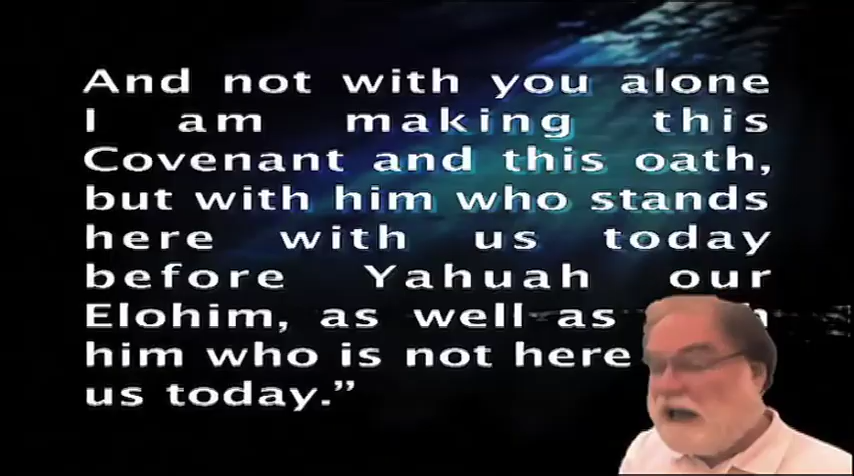 And not with you alone
I am making this
Covenant and this oath,
but with him who stands
here with us today
before Yahuah our
Elohim, as well as
him who is not here
us today.”